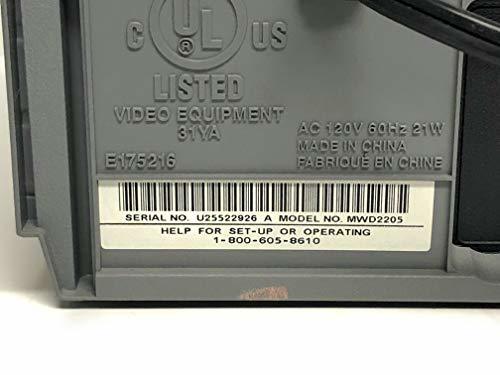 C UL ® US
LISTED
VIDEO EQUIPMENT
31YA
E175216
AC 120V 60Hz 21W
MADE IN CHINA
FABRIQUÉ EN CHINE
SERIAL NO. U25522926 A MODEL NO. MWD2205
HELP FOR SET-UP OR OPERATING
1-800-605-8610